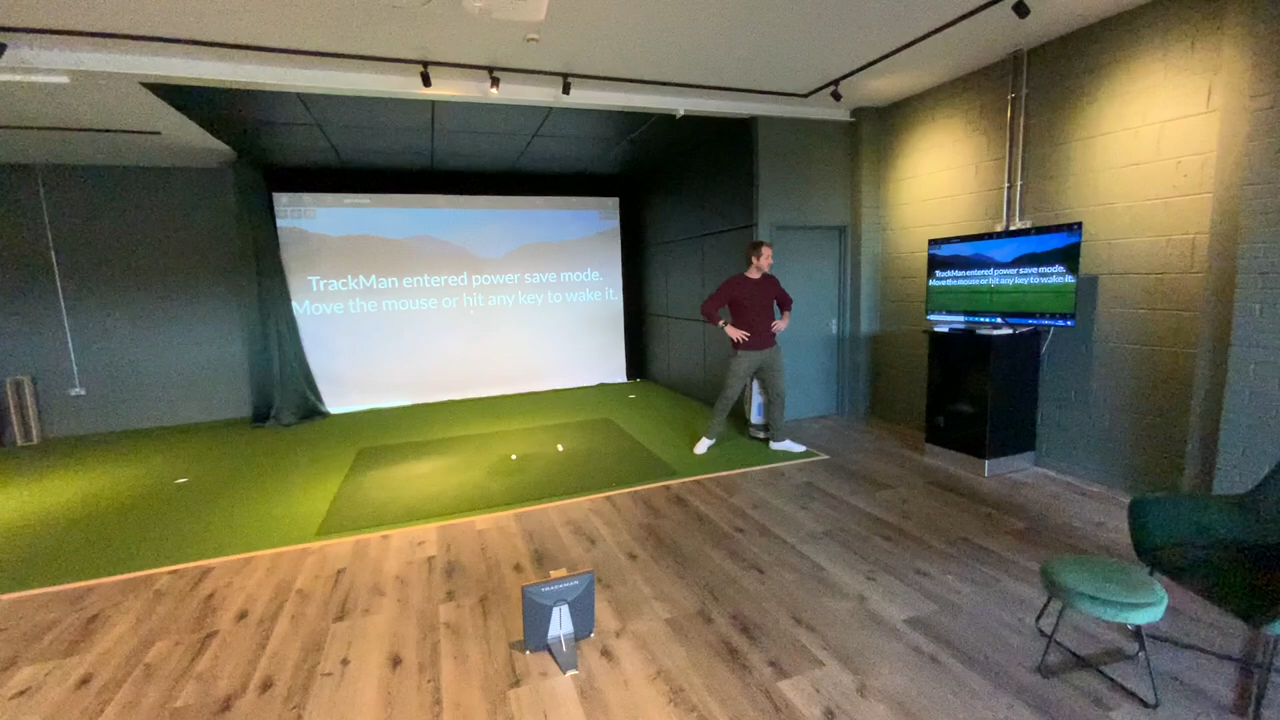 TrackMan entered power save mode.
Move the mouse or hit any key to wake it.
TrackMan entered power save mode.
Move the mouse or hit any key to wake it.
TRACKMAN